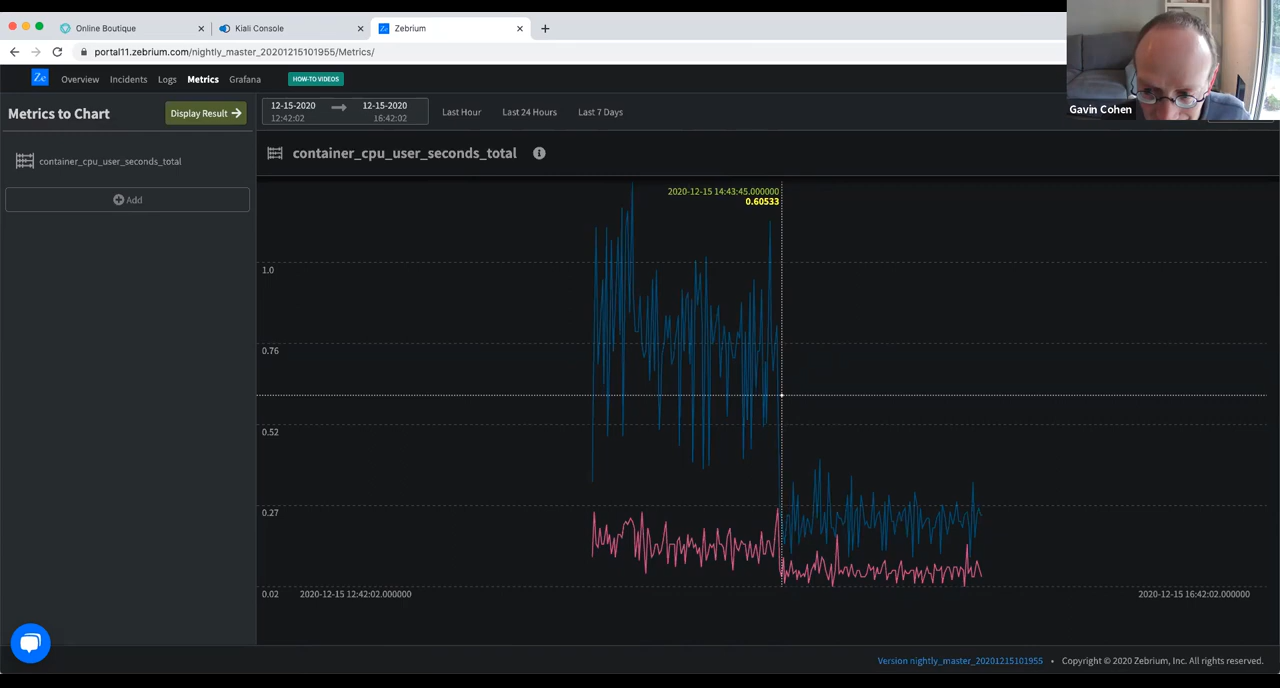 Online Boutique
Kiali Console
Zebrium
portal11.zebrium.com/nightly_master_20201215101955/Metrics/
Ze
Overview
Incidents
Logs
Metrics
Grafana
HOW-TO VIDEOS
Gavin Cohen
Metrics to Chart
Display Result
12-15-2020
12:42:02
12-15-2020
16:42:02
Last Hour
Last 24 Hours
Last 7 Days
container_cpu_user_seconds_total
Add
container_cpu_user_seconds_total
2020-12-15 14:43:45.000000
0.60533
1.0
0.76
0.52
0.27
0.02
2020-12-15 12:42:02.000000
2020-12-15 16:42:02.000000
Version nightly_master_20201215101955 • Copyright © 2020 Zebrium, Inc. All rights reserved.